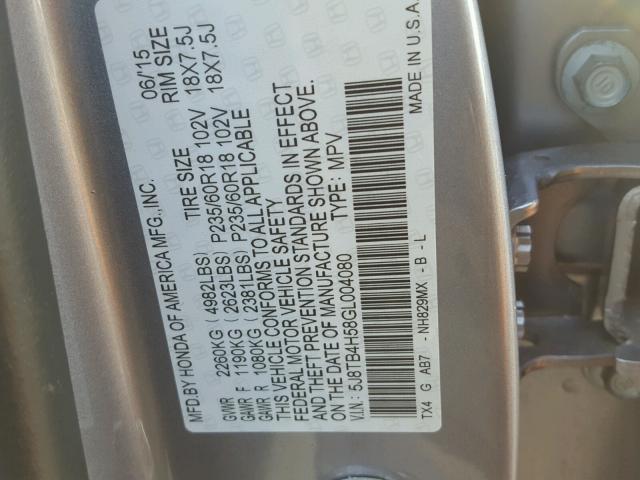 MFD.BY HONDA OF AMERICA MFG., INC. 06/15
TIRE SIZE RIM SIZE
GVWR 2260KG ( 4982LBS) P235/60R18 102V 18X7.5J
GAWR F 1190KG ( 2623LBS) P235/60R18 102V 18X7.5J
GAWR R 1080KG ( 2381LBS)
THIS VEHICLE CONFORMS TO ALL APPLICABLE
FEDERAL MOTOR VEHICLE SAFETY
AND THEFT PREVENTION STANDARDS IN EFFECT
ON THE DATE OF MANUFACTURE SHOWN ABOVE.
V.I.N.: 5J8TB4H58GL004080 TYPE: MPV
TX4 G AB7 - NH829MX - B - L
MADE IN U.S.A.